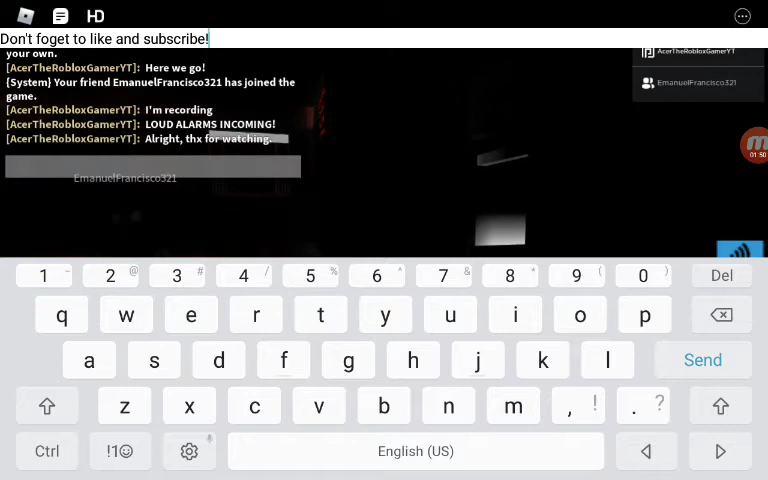 HD
Don't foget to like and subscribe!
your own.
[AcerTheRobloxGamerYT]: Here we go!
{System} Your friend EmanuelFrancisco321 has joined the
game.
[AcerTheRobloxGamerYT]: I'm recording
[AcerTheRobloxGamerYT]: LOUD ALARMS INCOMING!
[AcerTheRobloxGamerYT]: Alright, thx for watching.
EmanuelFrancisco321
AcerTheRobloxGamerYT
EmanuelFrancisco321
01:50
1 ~ 2 @ 3 # 4 / 5 % 6 ^ 7 & 8 * 9 ( 0 ) Del
q w e r t y u i o p
a s d f g h j k l Send
z x c v b n m , ! . ?
Ctrl !1☺ English (US)